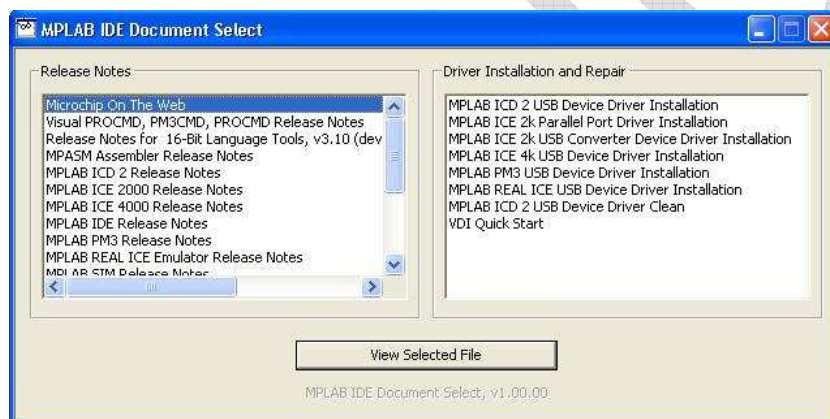 MPLAB IDE Document Select
Release Notes
Microchip On The Web
Visual PROCMD, PM3CMD, PROCMD Release Notes
Release Notes for 16-Bit Language Tools, v3.10 (dev
MPASM Assembler Release Notes
MPLAB ICD 2 Release Notes
MPLAB ICE 2000 Release Notes
MPLAB ICE 4000 Release Notes
MPLAB IDE Release Notes
MPLAB PM3 Release Notes
MPLAB REAL ICE Emulator Release Notes
MPLAB SIM Release Notes
Driver Installation and Repair
MPLAB ICD 2 USB Device Driver Installation
MPLAB ICE 2k Parallel Port Driver Installation
MPLAB ICE 2k USB Converter Device Driver Installation
MPLAB ICE 4k USB Device Driver Installation
MPLAB PM3 USB Device Driver Installation
MPLAB REAL ICE USB Device Driver Installation
MPLAB ICD 2 USB Device Driver Clean
VDI Quick Start
View Selected File
MPLAB IDE Document Select, v1.00.00